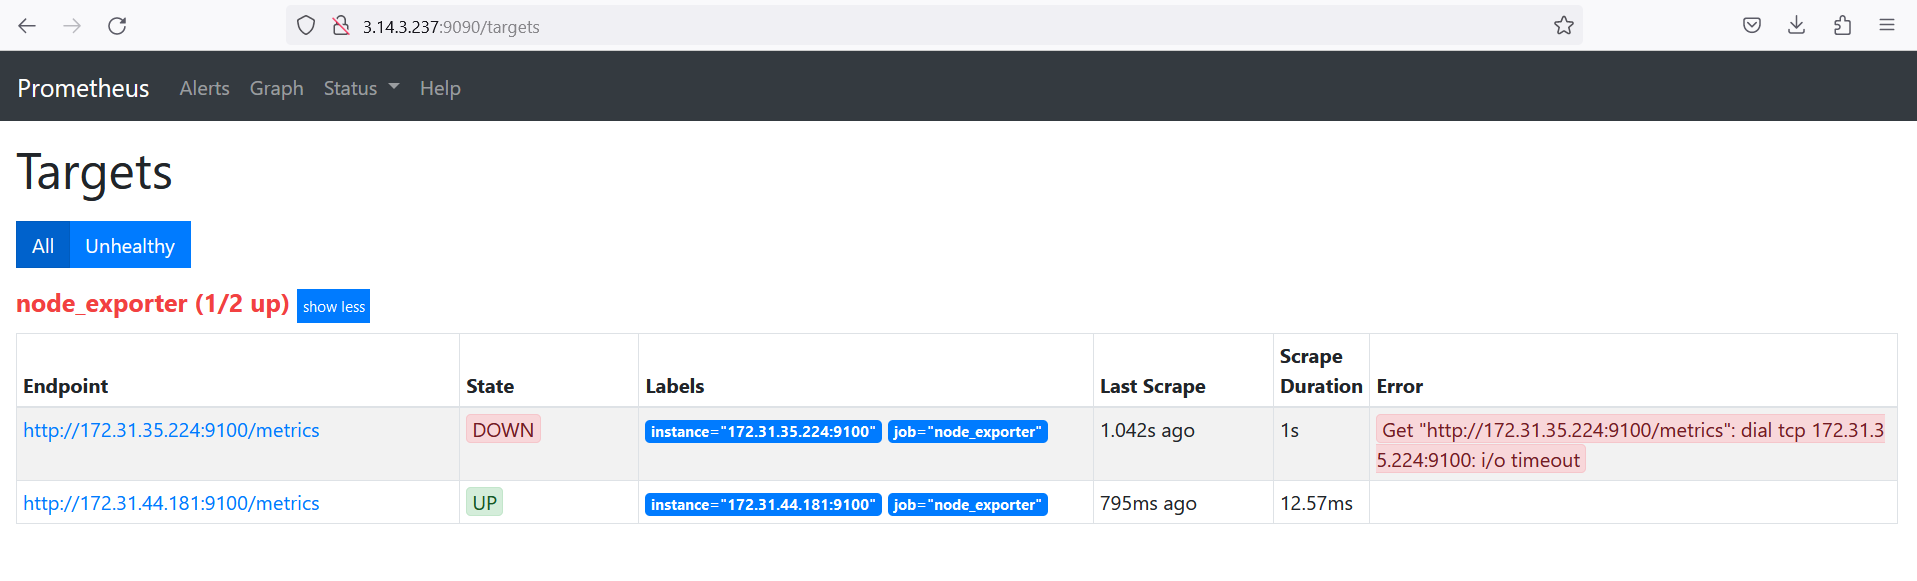 3.14.3.237:9090/targets
Prometheus Alerts Graph Status Help
Targets
All Unhealthy
node_exporter (1/2 up) show less
Endpoint State Labels Last Scrape Scrape Duration Error
http://172.31.35.224:9100/metrics DOWN instance="172.31.35.224:9100" job="node_exporter" 1.042s ago 1s Get "http://172.31.35.224:9100/metrics": dial tcp 172.31.3
5.224:9100: i/o timeout
http://172.31.44.181:9100/metrics UP instance="172.31.44.181:9100" job="node_exporter" 795ms ago 12.57ms